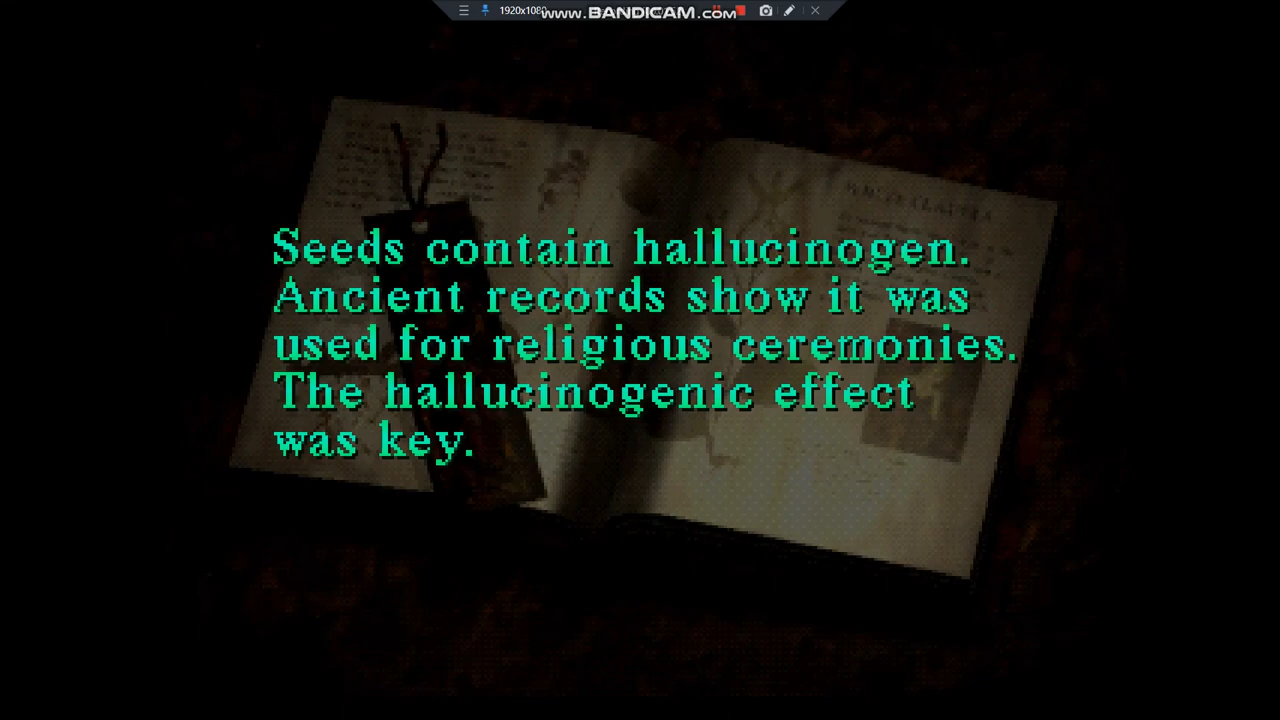 1920x1080
www.BANDICAM.com
Seeds contain hallucinogen.
Ancient records show it was
used for religious ceremonies.
The hallucinogenic effect
was key.